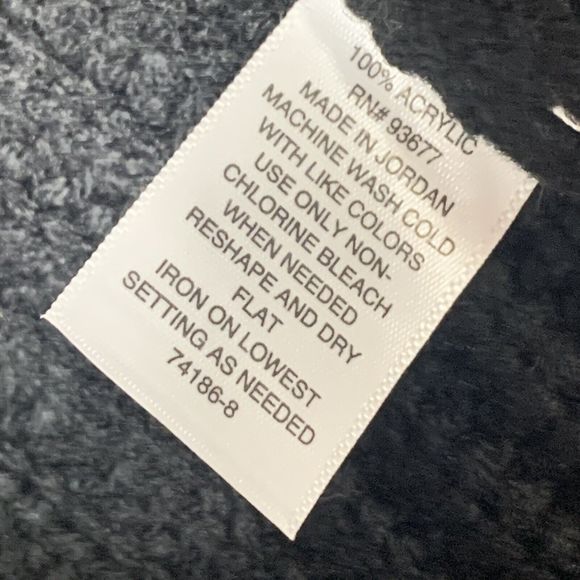 100% ACRYLIC
RN# 93677
MADE IN JORDAN
MACHINE WASH COLD
WITH LIKE COLORS
USE ONLY NON-
CHLORINE BLEACH
WHEN NEEDED
RESHAPE AND DRY
FLAT
IRON ON LOWEST
SETTING AS NEEDED
74186-8